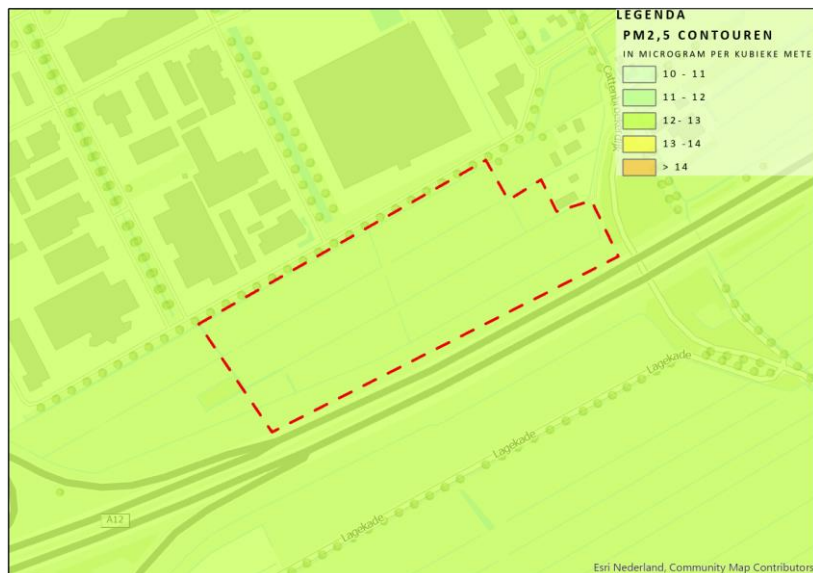 LEGENDA
PM2,5 CONTOUREN
IN MICROGRAM PER KUBIEKE METE
10 - 11
11 - 12
12- 13
13 -14
> 14
Lagekade
Lagekade
Lagekade
A12
Esri Nederland, Community Map Contributors